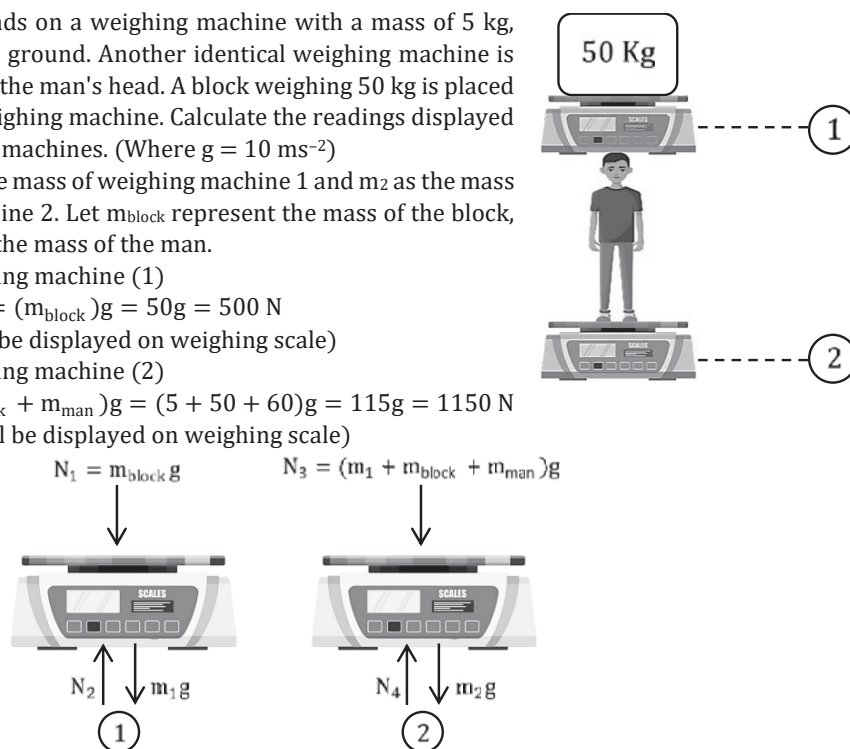 nds on a weighing machine with a mass of 5 kg,
ground. Another identical weighing machine is
the man's head. A block weighing 50 kg is placed
ighing machine. Calculate the readings displayed
machines. (Where g = 10 ms⁻²)
e mass of weighing machine 1 and m₂ as the mass
ine 2. Let m_block represent the mass of the block,
the mass of the man.
ing machine (1)
= (m_block )g = 50g = 500 N
be displayed on weighing scale)
ing machine (2)
k + m_man )g = (5 + 50 + 60)g = 115g = 1150 N
l be displayed on weighing scale)
50 Kg
SCALES
1
SCALES
2
N₁ = m_block g
N₃ = (m₁ + m_block + m_man )g
SCALES
SCALES
N₂ m₁g
N₄ m₂g
1
2